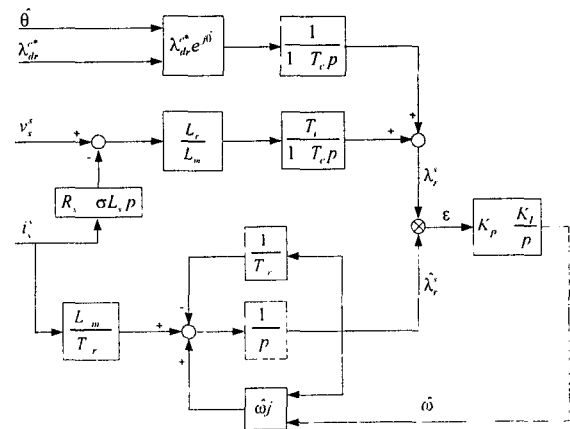 θ̂
λ_dr^e*
λ_dr^e* e^jθ̂
1
1 T_c p
v_s^s
+
-
L_r
L_m
T_c
1 T_c p
+
+
λ_r^s
R_s σL_s p
i_s^s
ε
K_p K_I
p
1
T_r
λ̂_r^s
-
L_m
T_r
+
1
p
+
ω̂j
ω̂